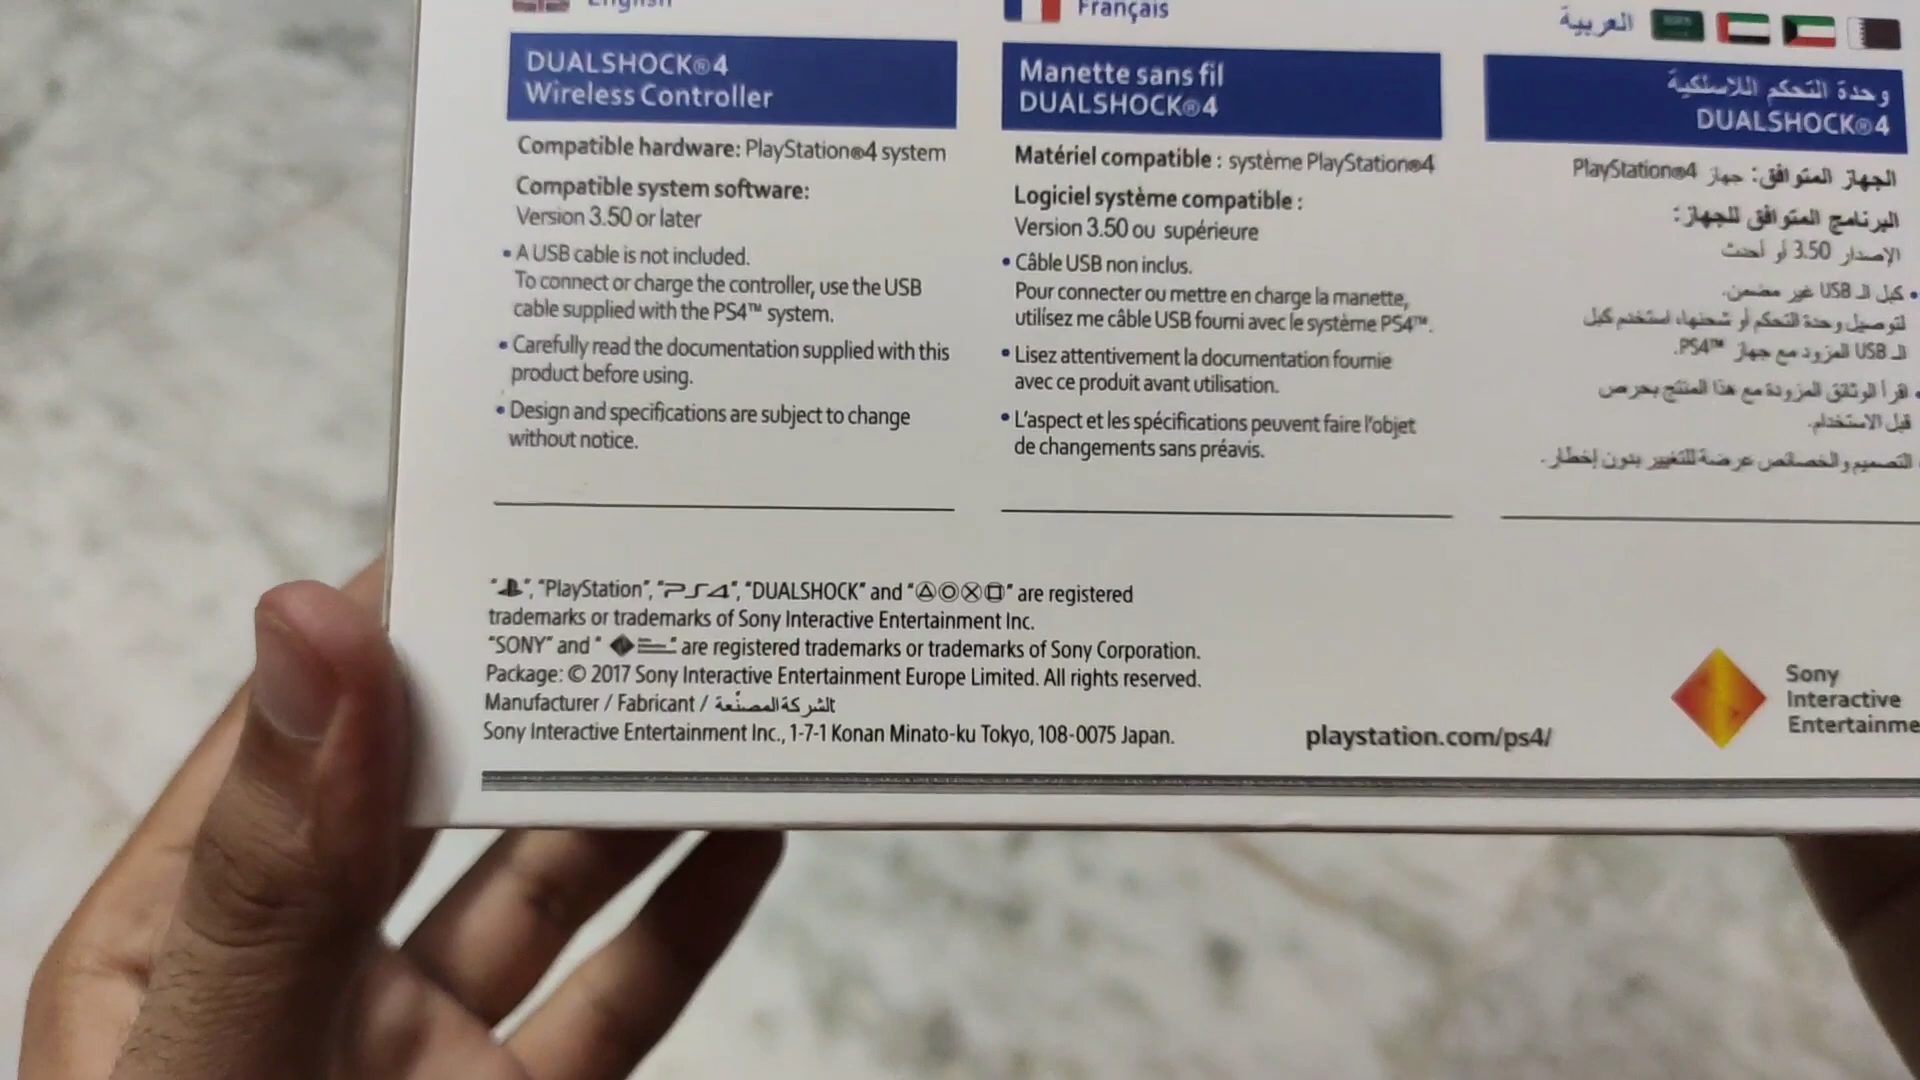 English
DUALSHOCK®4
Wireless Controller
Compatible hardware: PlayStation®4 system
Compatible system software:
Version 3.50 or later
• A USB cable is not included.
To connect or charge the controller, use the USB
cable supplied with the PS4™ system.
• Carefully read the documentation supplied with this
product before using.
• Design and specifications are subject to change
without notice.
Français
Manette sans fil
DUALSHOCK®4
Matériel compatible : système PlayStation®4
Logiciel système compatible :
Version 3.50 ou supérieure
• Câble USB non inclus.
Pour connecter ou mettre en charge la manette,
utilisez me câble USB fourni avec le système PS4™.
• Lisez attentivement la documentation fournie
avec ce produit avant utilisation.
• L'aspect et les spécifications peuvent faire l'objet
de changements sans préavis.
العربية
وحدة التحكم اللاسلكية
DUALSHOCK®4
الجهاز المتوافق: جهاز PlayStation®4
البرنامج المتوافق للجهاز:
الإصدار 3.50 أو أحدث
• كبل الـ USB غير مضمن.
لتوصيل وحدة التحكم أو شحنها، استخدم كبل
الـ USB المزود مع جهاز PS4™.
• اقرأ الوثائق المزودة مع هذا المنتج بحرص
قبل الاستخدام.
• التصميم والخصائص عرضة للتغيير بدون إخطار.
"", "PlayStation", "PS4", "DUALSHOCK" and "△○✕□" are registered
trademarks or trademarks of Sony Interactive Entertainment Inc.
"SONY" and "" are registered trademarks or trademarks of Sony Corporation.
Package: © 2017 Sony Interactive Entertainment Europe Limited. All rights reserved.
Manufacturer / Fabricant / الشركة المصنّعة
Sony Interactive Entertainment Inc., 1-7-1 Konan Minato-ku Tokyo, 108-0075 Japan.
playstation.com/ps4/
Sony
Interactive
Entertainme